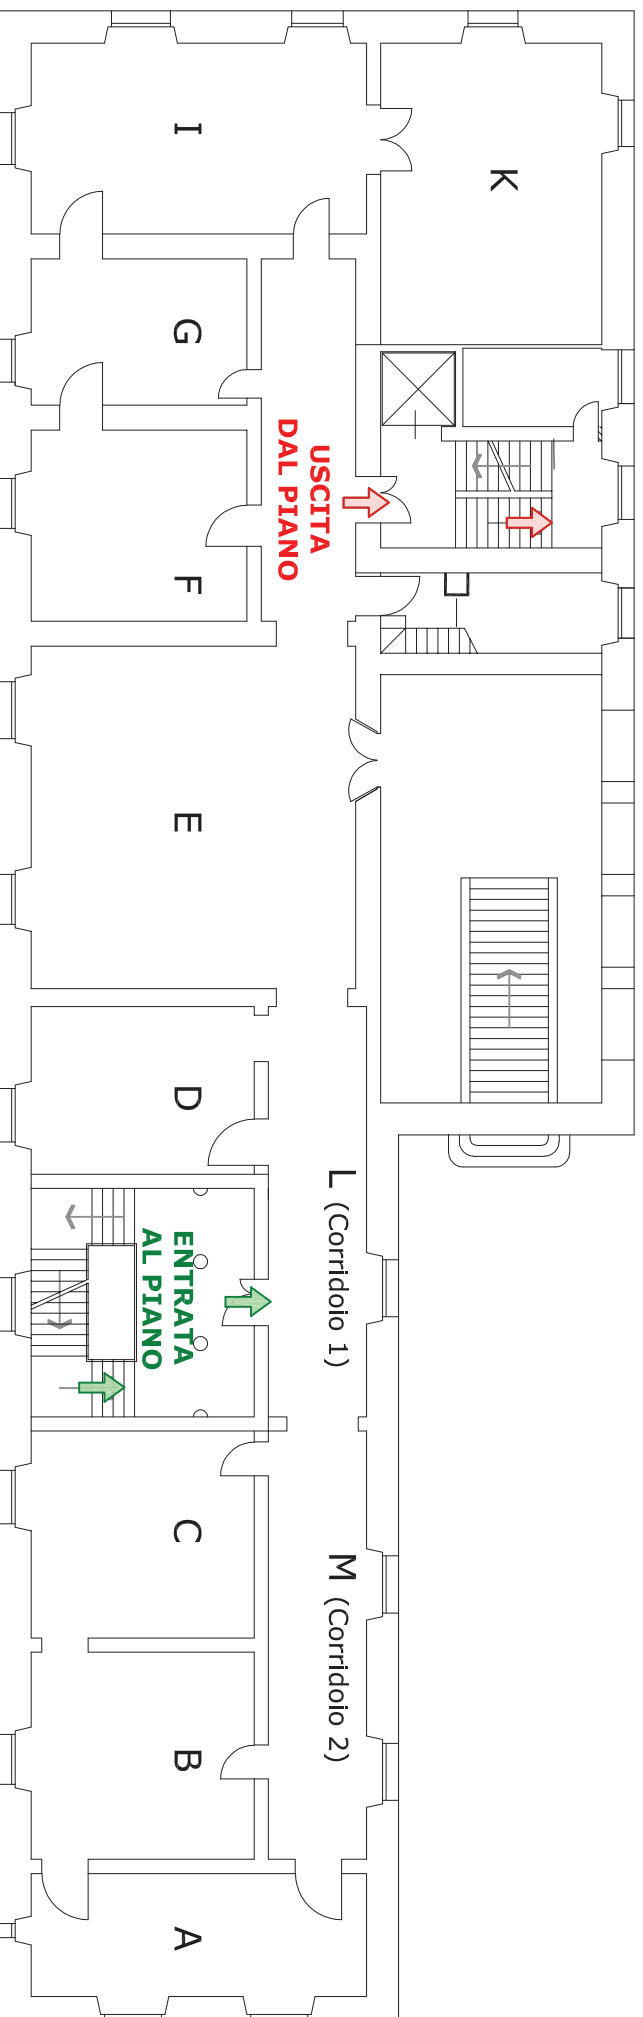 I
K
G
USCITA
DAL PIANO
F
E
D
L (Corridoio 1)
ENTRATA
AL PIANO
C
M (Corridoio 2)
B
A